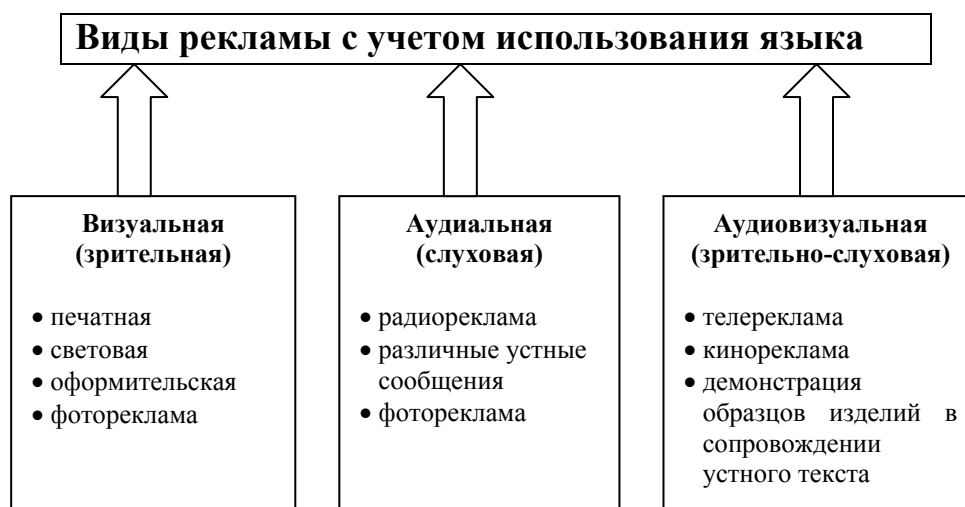 Виды рекламы с учетом использования языка
Визуальная
(зрительная)
• печатная
• световая
• оформительская
• фотореклама
Аудиальная
(слуховая)
• радиореклама
• различные устные
сообщения
• фотореклама
Аудиовизуальная
(зрительно-слуховая)
• телереклама
• кинореклама
• демонстрация
образцов изделий в
сопровождении
устного текста